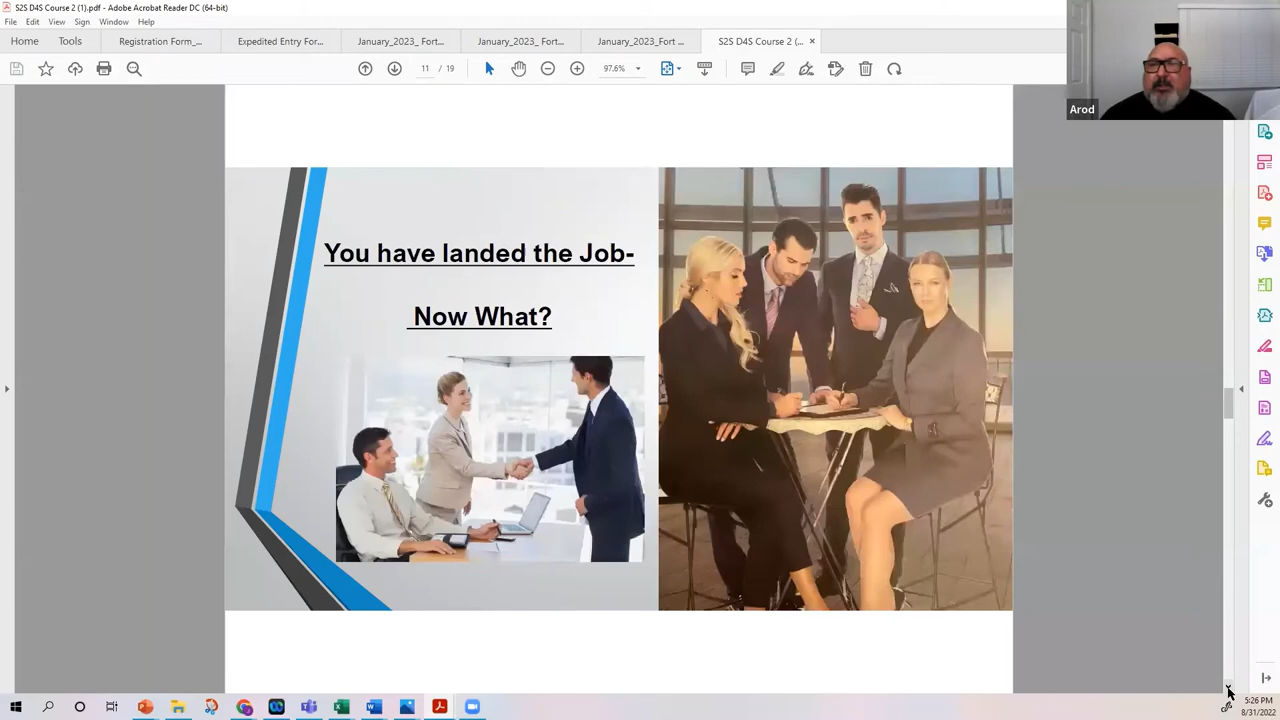 S2S D4S Course 2 (1).pdf - Adobe Acrobat Reader DC (64-bit)
File Edit View Sign Window Help
Home Tools Registration Form_... Expedited Entry For... January_2023_ Fort... January_2023_ Fort... January_2023_Fort ... S2S D4S Course 2 (...
11 / 19 97.6%
Arod
You have landed the Job-
Now What?
5:26 PM
8/31/2022